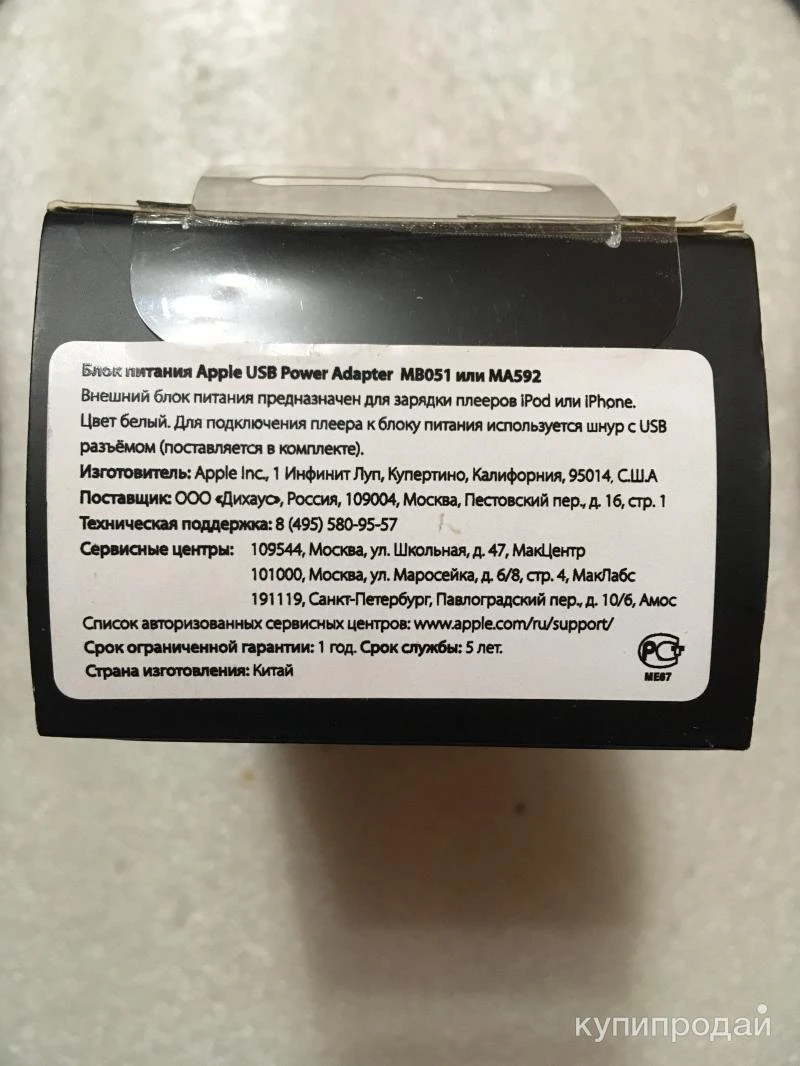 Блок питания Apple USB Power Adapter MB051 или MA592
Внешний блок питания предназначен для зарядки плееров iPod или iPhone.
Цвет белый. Для подключения плеера к блоку питания используется шнур с USB
разъёмом (поставляется в комплекте).
Изготовитель: Apple Inc., 1 Инфинит Луп, Купертино, Калифорния, 95014, С.Ш.А
Поставщик: ООО «Дихаус», Россия, 109004, Москва, Пестовский пер., д. 16, стр. 1
Техническая поддержка: 8 (495) 580-95-57
Сервисные центры: 109544, Москва, ул. Школьная, д. 47, МакЦентр
101000, Москва, ул. Маросейка, д. 6/8, стр. 4, МакЛабс
191119, Санкт-Петербург, Павлоградский пер., д. 10/6, Амос
Список авторизованных сервисных центров: www.apple.com/ru/support/
Срок ограниченной гарантии: 1 год. Срок службы: 5 лет.
Страна изготовления: Китай
РСТ
МЕ67
купипродай